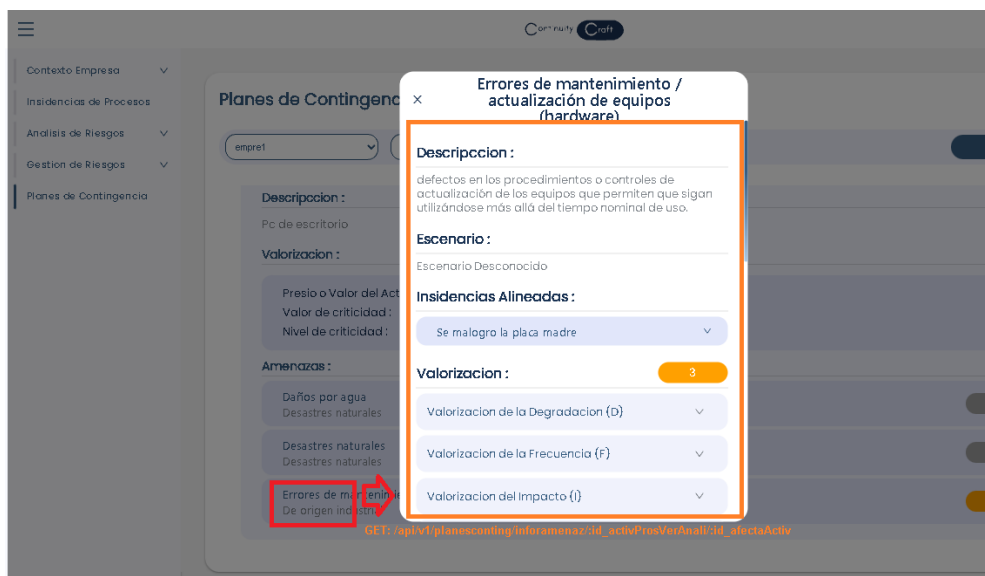 Continuity Craft
Contexto Empresa
Insidencias de Procesos
Analisis de Riesgos
Gestion de Riesgos
Planes de Contingencia
Planes de Contingenc
empre1
Descripccion :
Pc de escritorio
Valorizacion :
Presio o Valor del Act
Valor de criticidad :
Nivel de criticidad :
Amenazas :
Daños por agua
Desastres naturales
Desastres naturales
Desastres naturales
Errores de mantenimie
De origen industria
Errores de mantenimiento /
actualización de equipos
(hardware)
Descripccion :
defectos en los procedimientos o controles de
actualización de los equipos que permiten que sigan
utilizándose más allá del tiempo nominal de uso.
Escenario :
Escenario Desconocido
Insidencias Alineadas :
Se malogro la placa madre
Valorizacion :
3
Valorizacion de la Degradacion {D}
Valorizacion de la Frecuencia {F}
Valorizacion del Impacto {I}
GET: /api/v1/planesconting/inforamenaz/:id_activProsVerAnali/:id_afectaActiv